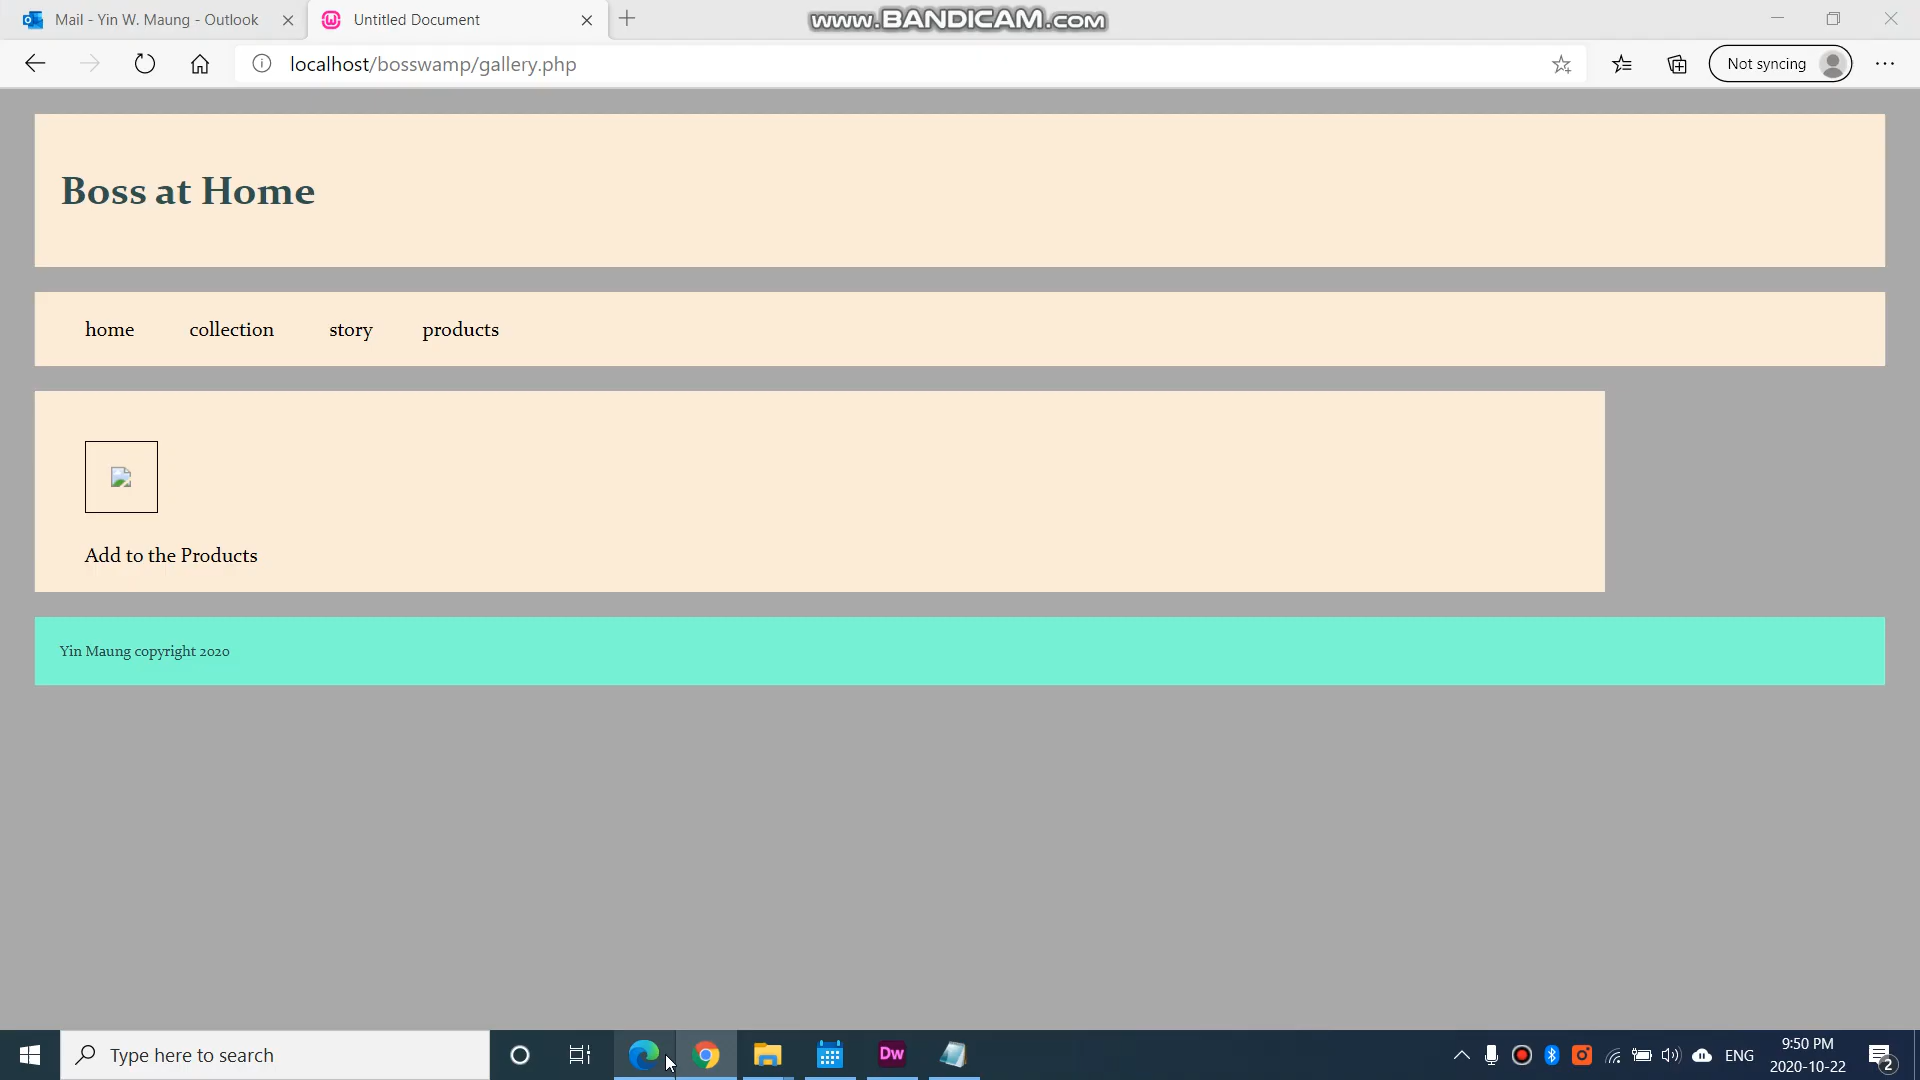 Mail - Yin W. Maung - Outlook
Untitled Document
www.BANDICAM.com
localhost/bosswamp/gallery.php
Not syncing
Boss at Home
home collection story products
Add to the Products
Yin Maung copyright 2020
Type here to search
Dw
ENG
9:50 PM
2020-10-22
2